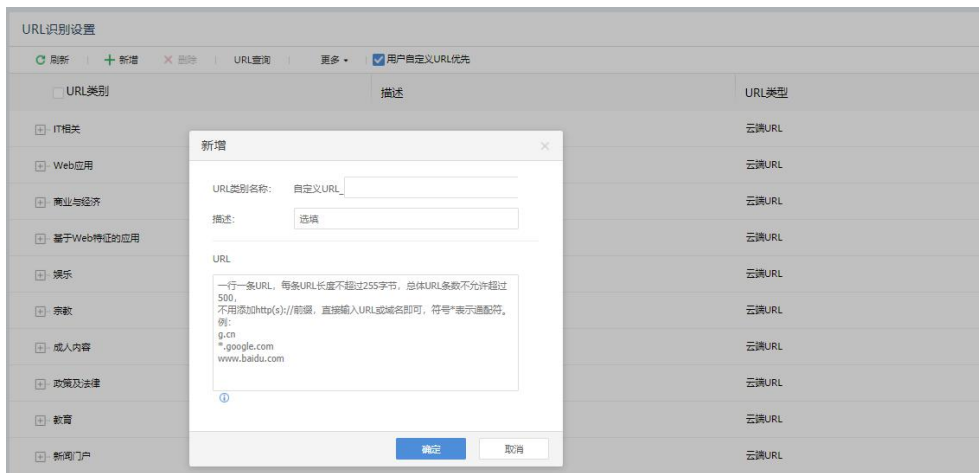 URL识别设置
刷新 新增 删除 URL查询 更多 用户自定义URL优先
URL类别 描述 URL类型
IT相关 云端URL
Web应用 云端URL
商业与经济 云端URL
基于Web特征的应用 云端URL
娱乐 云端URL
宗教 云端URL
成人内容 云端URL
政策及法律 云端URL
教育 云端URL
新闻门户 云端URL
新增
URL类别名称: 自定义URL_
描述: 选填
URL
一行一条URL，每条URL长度不超过255字节，总体URL条数不允许超过
500，
不用添加http(s)://前缀，直接输入URL或域名即可，符号*表示通配符。
例：
g.cn
*.google.com
www.baidu.com
确定 取消